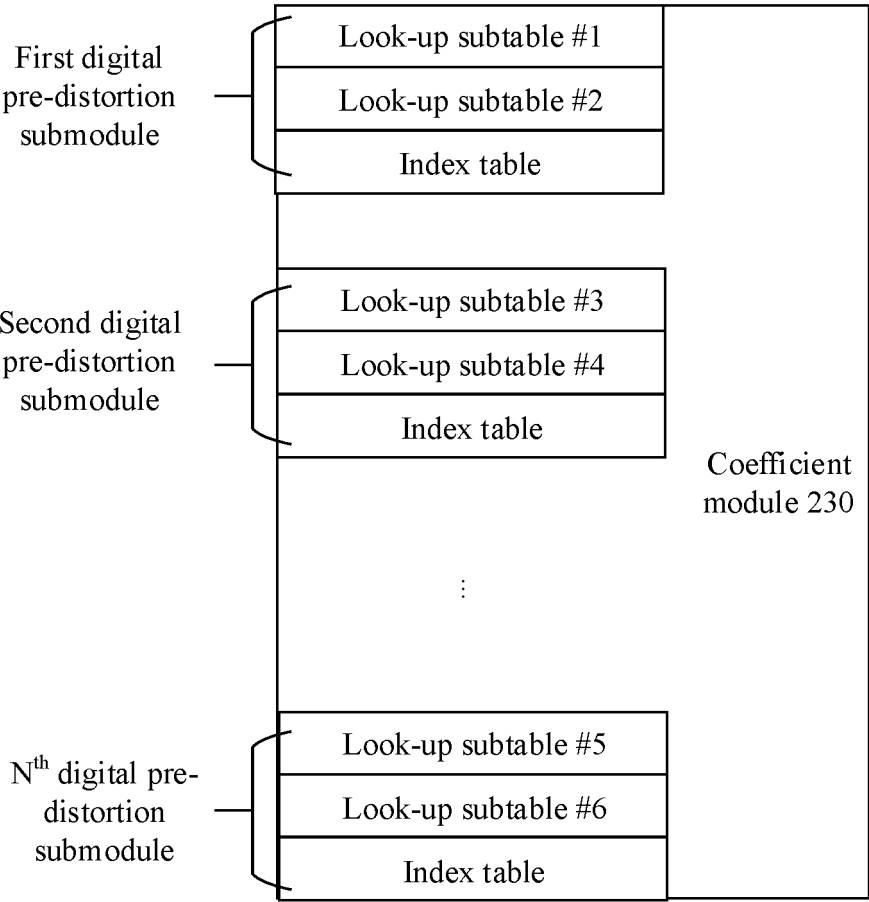 First digital
pre-distortion
submodule
Look-up subtable #1
Look-up subtable #2
Index table
Second digital
pre-distortion
submodule
Look-up subtable #3
Look-up subtable #4
Index table
Coefficient
module 230
⋮
Nth digital pre-
distortion
submodule
Look-up subtable #5
Look-up subtable #6
Index table